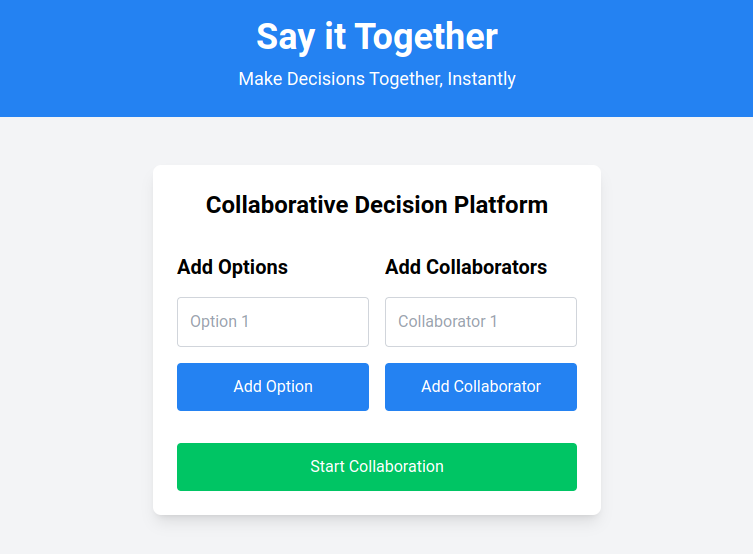 Say it Together
Make Decisions Together, Instantly
Collaborative Decision Platform
Add Options
Add Collaborators
Option 1
Collaborator 1
Add Option
Add Collaborator
Start Collaboration